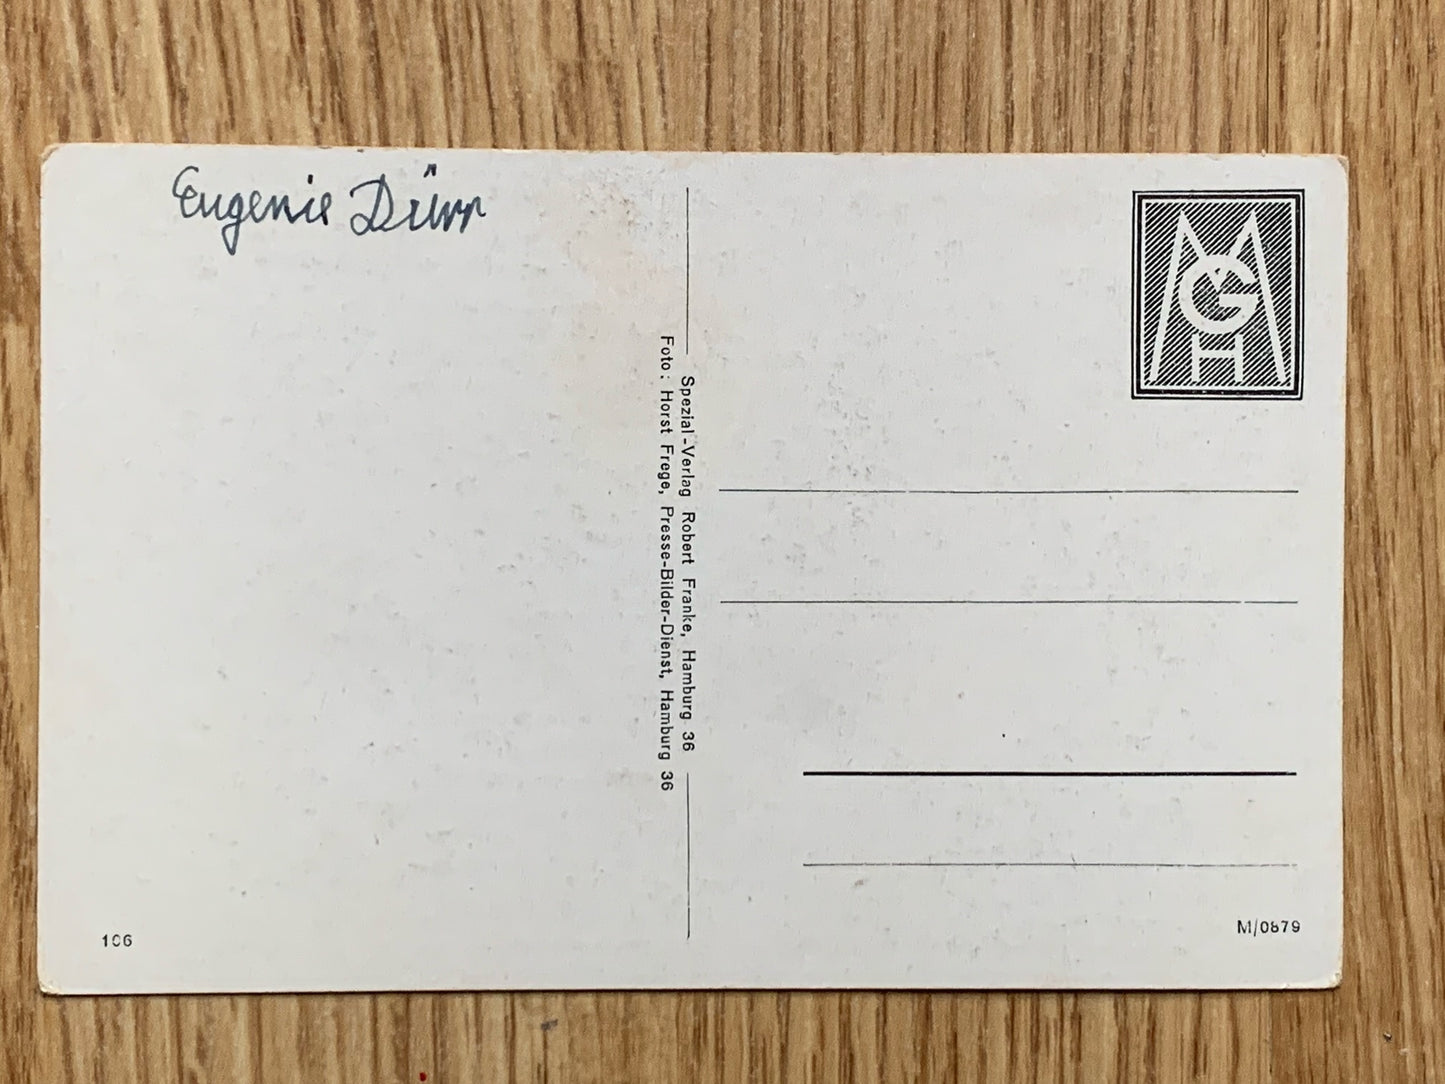 Eugenie Dürr
Spezial-Verlag Robert Franke, Hamburg 36
Foto: Horst Frege, Presse-Bilder-Dienst, Hamburg 36
MGH
106
M/0879